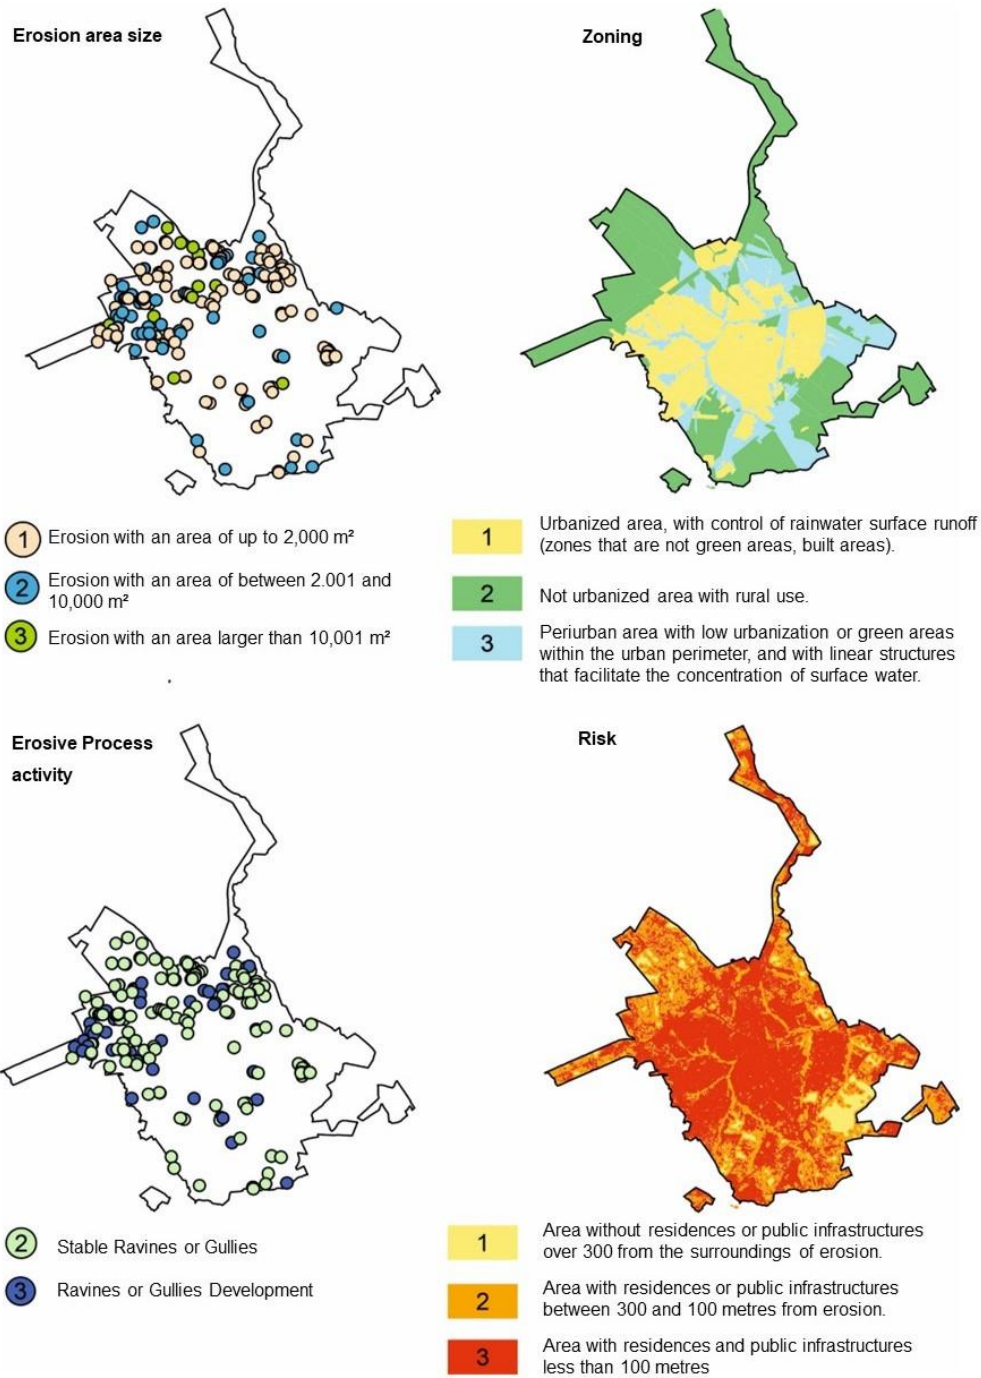 Erosion area size
Zoning
1 Erosion with an area of up to 2,000 m²
2 Erosion with an area of between 2.001 and
10,000 m²
3 Erosion with an area larger than 10,001 m²
1 Urbanized area, with control of rainwater surface runoff
(zones that are not green areas, built areas).
2 Not urbanized area with rural use.
3 Periurban area with low urbanization or green areas
within the urban perimeter, and with linear structures
that facilitate the concentration of surface water.
Erosive Process
activity
Risk
2 Stable Ravines or Gullies
3 Ravines or Gullies Development
1 Area without residences or public infrastructures
over 300 from the surroundings of erosion.
2 Area with residences or public infrastructures
between 300 and 100 metres from erosion.
3 Area with residences and public infrastructures
less than 100 metres